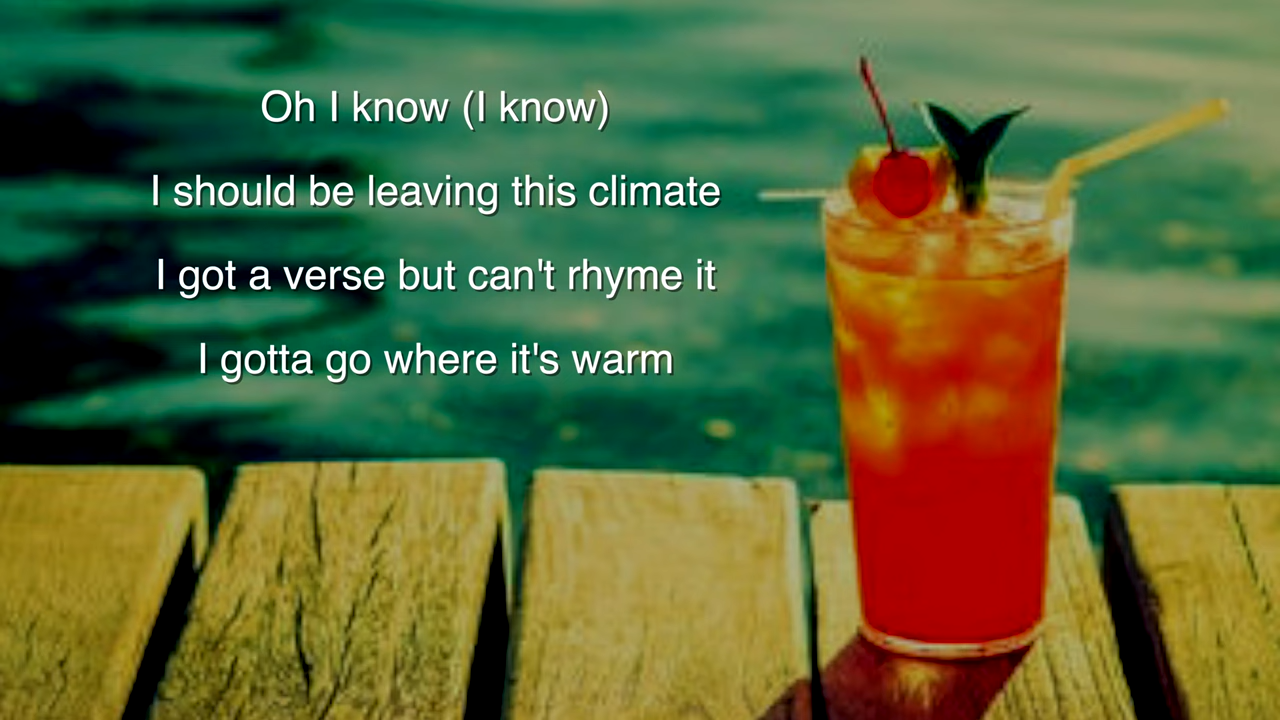 Oh I know (I know)
I should be leaving this climate
I got a verse but can't rhyme it
I gotta go where it's warm